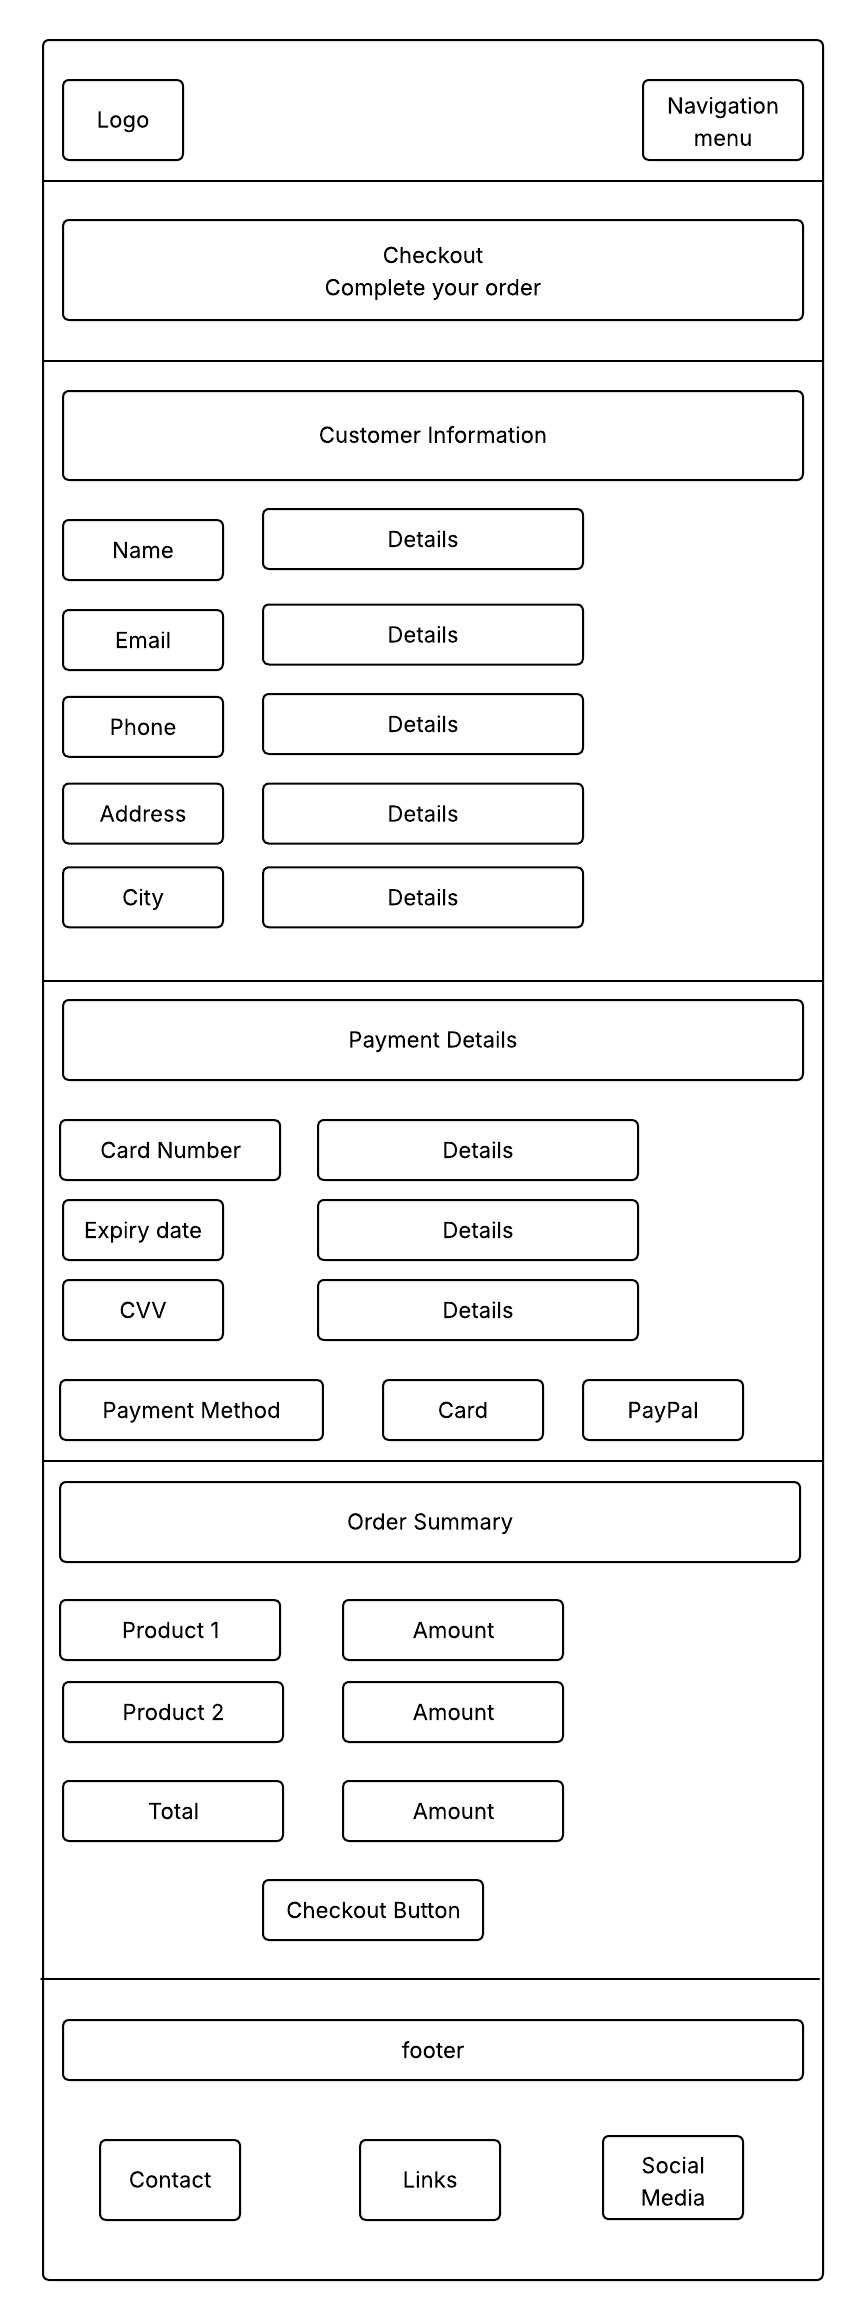 Logo
Navigation
menu
Checkout
Complete your order
Customer Information
Name
Details
Email
Details
Phone
Details
Address
Details
City
Details
Payment Details
Card Number
Details
Expiry date
Details
CVV
Details
Payment Method
Card
PayPal
Order Summary
Product 1
Amount
Product 2
Amount
Total
Amount
Checkout Button
footer
Contact
Links
Social
Media